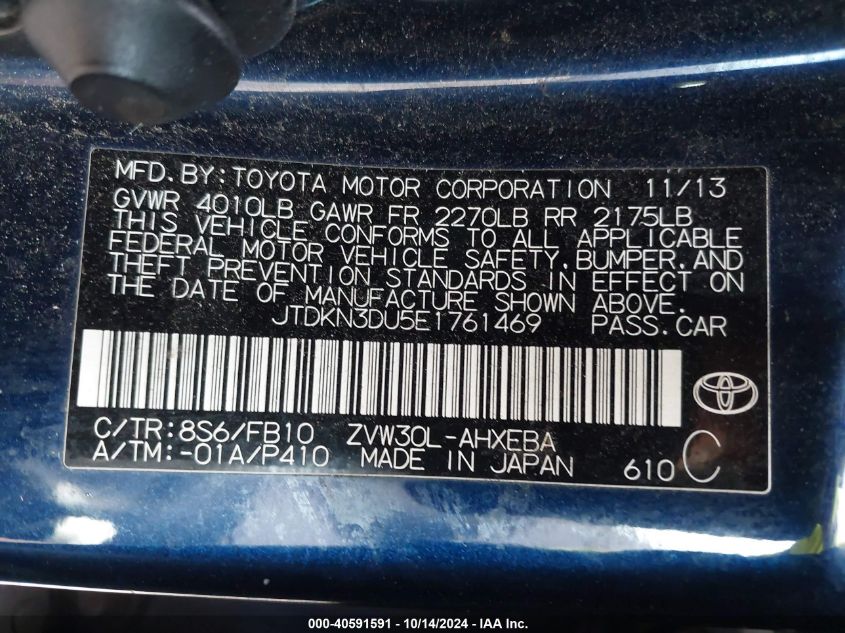 MFD. BY: TOYOTA MOTOR CORPORATION 11/13
GVWR 4010LB GAWR FR 2270LB RR 2175LB
THIS VEHICLE CONFORMS TO ALL APPLICABLE
FEDERAL MOTOR VEHICLE SAFETY, BUMPER, AND
THEFT PREVENTION STANDARDS IN EFFECT ON
THE DATE OF MANUFACTURE SHOWN ABOVE.
JTDKN3DU5E1761469 PASS. CAR
C/TR: 8S6/FB10 ZVW30L-AHXEBA
A/TM: -01A/P410 MADE IN JAPAN 610 C
000-40591591 - 10/14/2024 - IAA Inc.